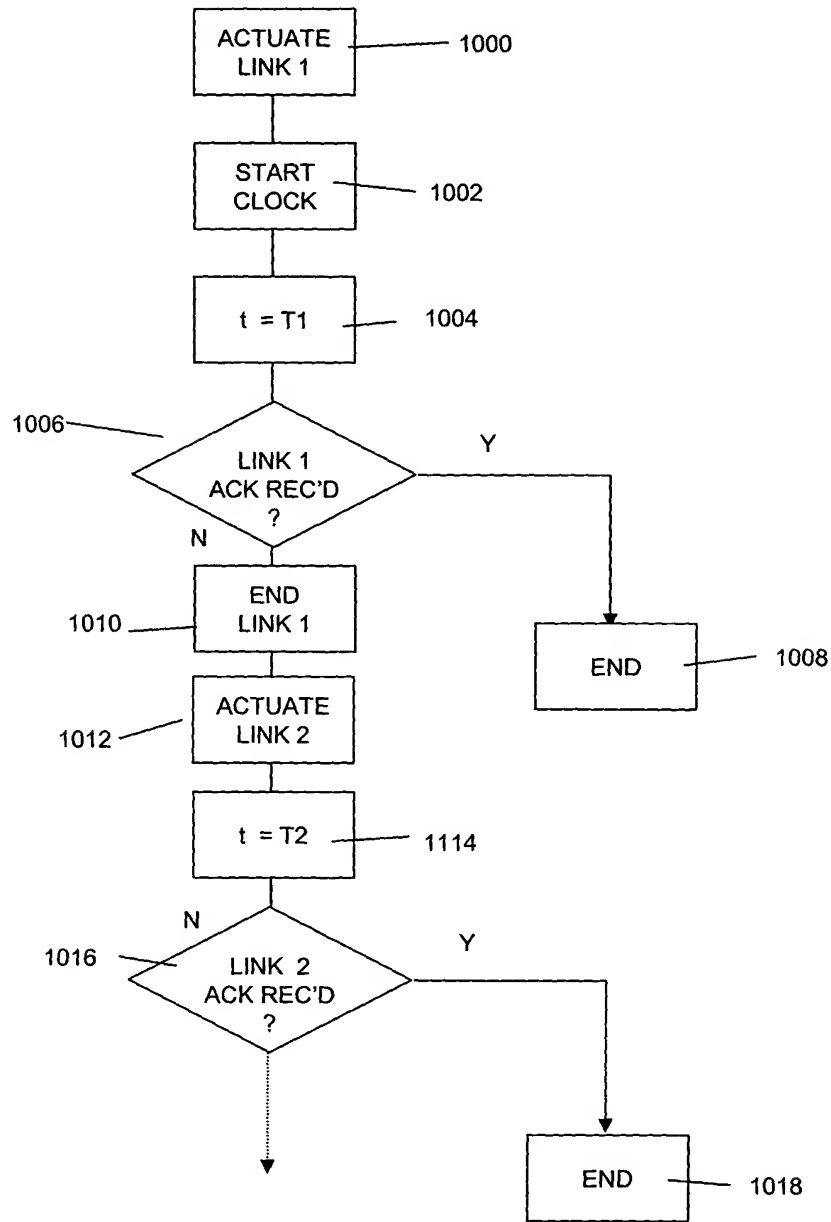 ACTUATE
LINK 1
1000
START
CLOCK
1002
t = T1
1004
1006
LINK 1
ACK REC'D
?
Y
N
END
LINK 1
1010
END
1008
ACTUATE
LINK 2
1012
t = T2
1114
N
Y
1016
LINK 2
ACK REC'D
?
END
1018